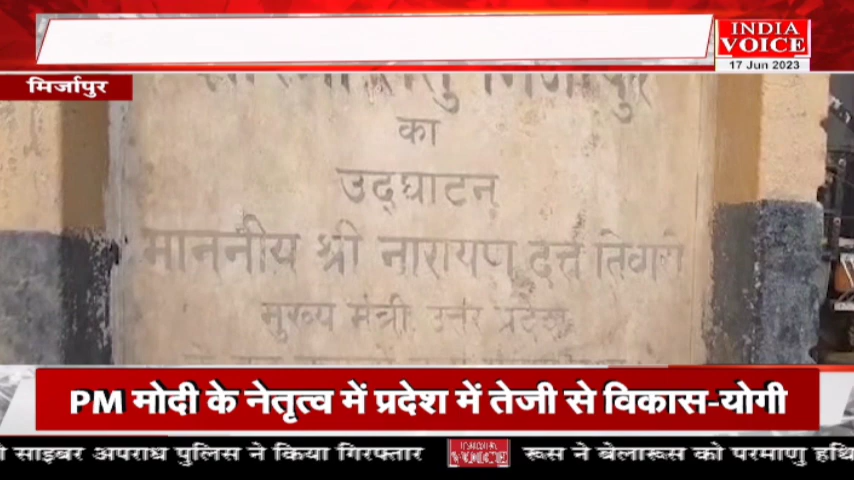 INDIA
VOICE
17 Jun 2023
मिर्जापुर
का
उद्घाटन
माननीय श्री नारायण दत्त तिवारी
मुख्य मंत्री उत्तर प्रदेश
PM मोदी के नेतृत्व में प्रदेश में तेजी से विकास-योगी
साइबर अपराध पुलिस ने किया गिरफ्तार VOICE रूस ने बेलारूस को परमाणु